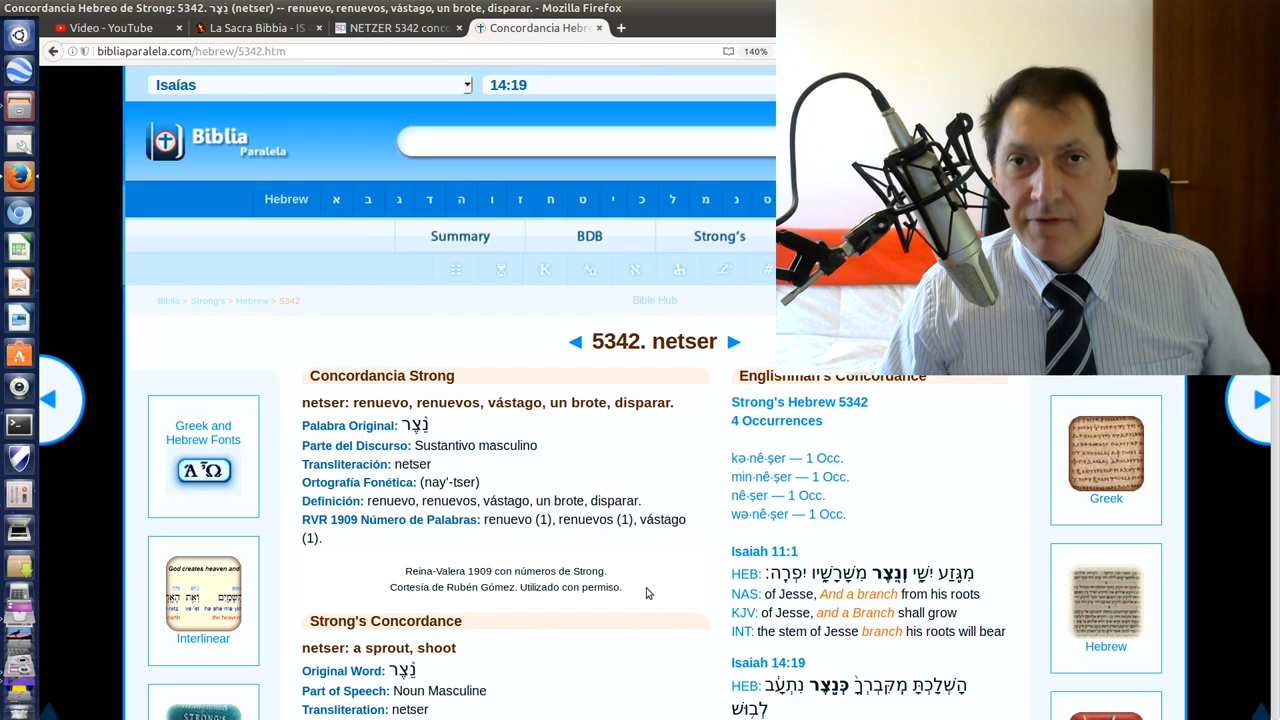 Concordancia Hebreo de Strong: 5342. נֵצֶר (netser) -- renuevo, renuevos, vástago, un brote, disparar. - Mozilla Firefox
Video - YouTube × La Sacra Bibbia - IS × NETZER 5342 conco × Concordancia Hebre × +
bibliaparalela.com/hebrew/5342.htm 140%
Isaías 14:19
Biblia
Paralela
Hebrew א ב ג ד ה ו ז ח ט י כ ל מ נ ס
Summary BDB Strong's
Biblia > Strong's > Hebrew > 5342 Bible Hub
◄ 5342. netser ►
Concordancia Strong
netser: renuevo, renuevos, vástago, un brote, disparar.
Palabra Original: נֵ֫צֶר
Parte del Discurso: Sustantivo masculino
Transliteración: netser
Ortografía Fonética: (nay'-tser)
Definición: renuevo, renuevos, vástago, un brote, disparar.
RVR 1909 Número de Palabras: renuevo (1), renuevos (1), vástago
(1).
Reina-Valera 1909 con números de Strong.
Cortesía de Rubén Gómez. Utilizado con permiso.
Strong's Concordance
netser: a sprout, shoot
Original Word: נֵ֫צֶר
Part of Speech: Noun Masculine
Transliteration: netser
Englishman's Concordance
Strong's Hebrew 5342
4 Occurrences
kə·nê·ṣer — 1 Occ.
min·nê·ṣer — 1 Occ.
nê·ṣer — 1 Occ.
wə·nê·ṣer — 1 Occ.
Isaiah 11:1
HEB: מִגֵּ֣זַע יִשָׁ֑י וְנֵ֖צֶר מִשָּׁרָשָׁ֥יו יִפְרֶֽה׃
NAS: of Jesse, And a branch from his roots
KJV: of Jesse, and a Branch shall grow
INT: the stem of Jesse branch his roots will bear
Isaiah 14:19
HEB: הָשְׁלַ֤כְתָּ מִֽקִּבְרְךָ֙ כְּנֵ֣צֶר נִתְעָ֔ב
לְב֥וּשׁ
Greek and
Hebrew Fonts
Α Ω
God creates heaven and
Interlinear
STRONG'S
Greek
Hebrew